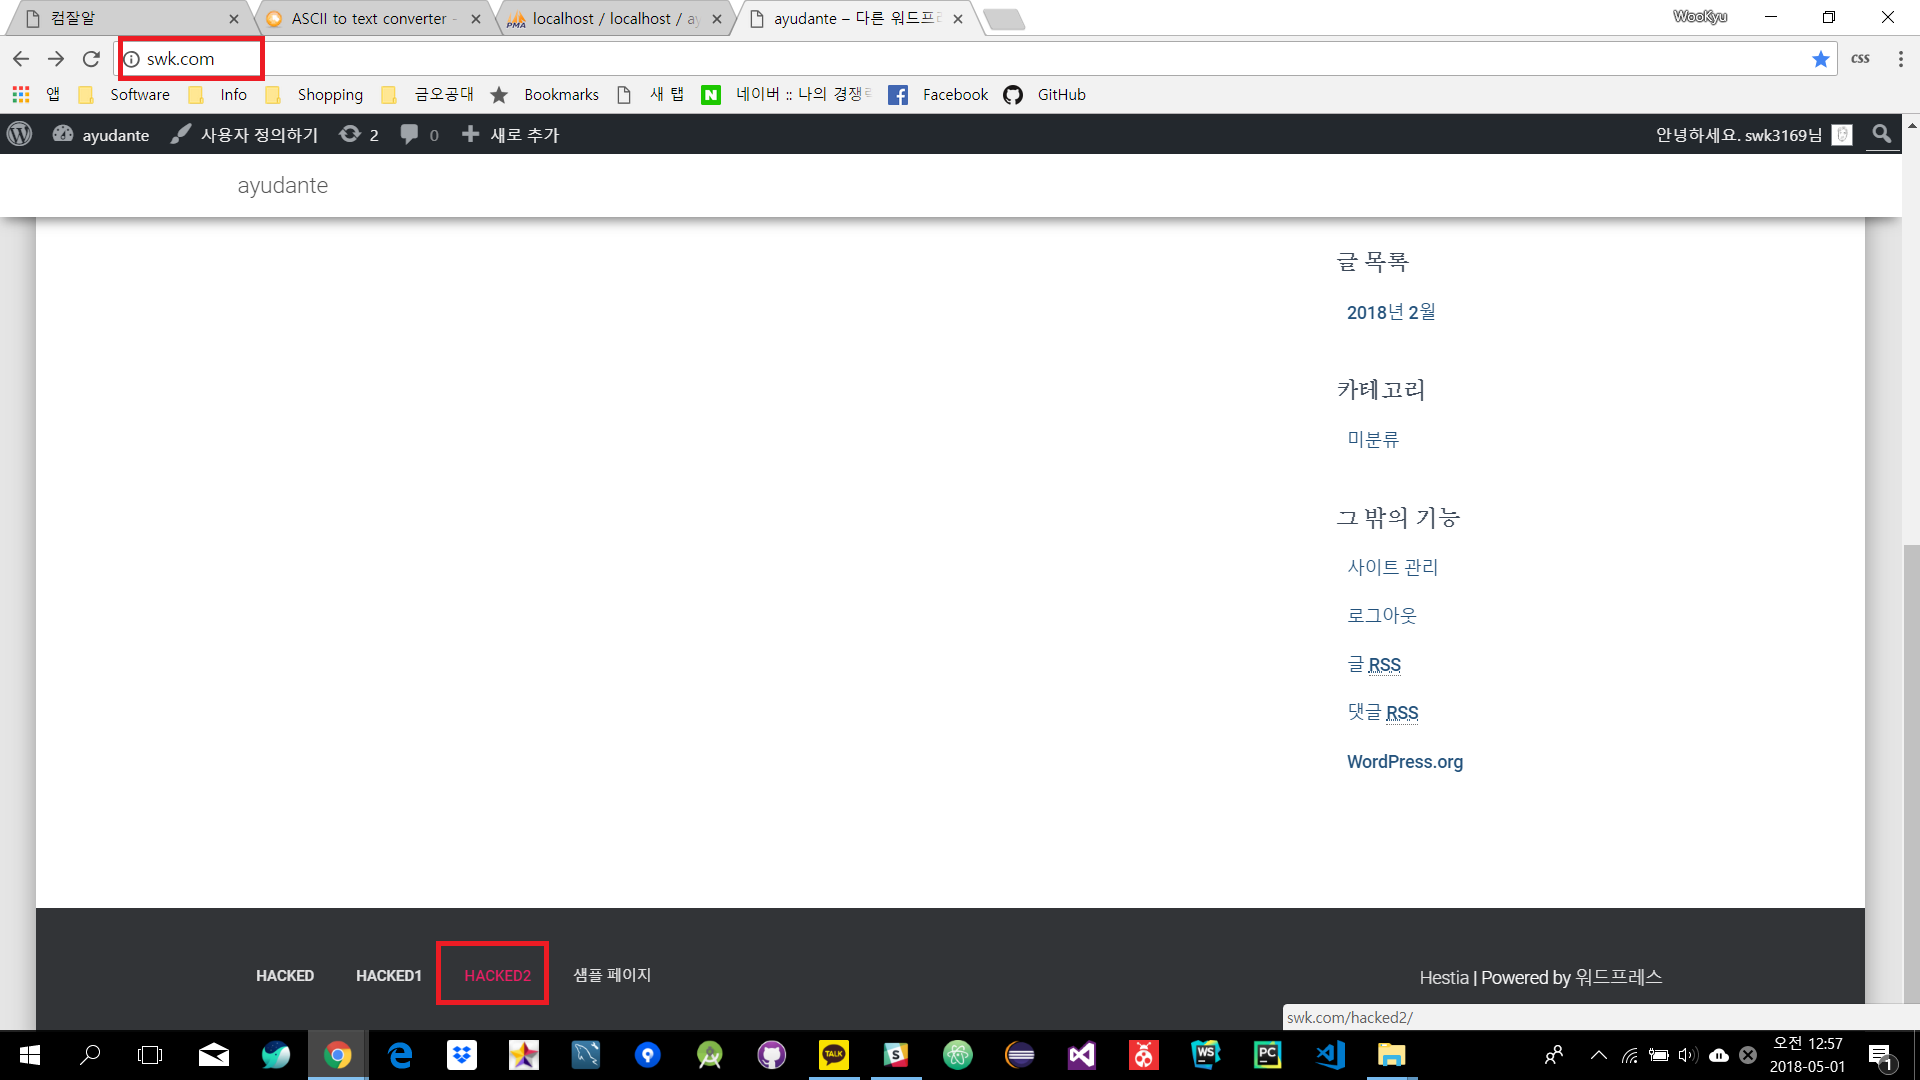 컴잘알
ASCII to text converter -
localhost / localhost / ay
ayudante – 다른 워드프레
WooKyu
swk.com
css
앱
Software
Info
Shopping
금오공대
Bookmarks
새 탭
네이버 :: 나의 경쟁력
Facebook
GitHub
ayudante
사용자 정의하기
2
0
새로 추가
안녕하세요. swk3169님
ayudante
글 목록
2018년 2월
카테고리
미분류
그 밖의 기능
사이트 관리
로그아웃
글 RSS
댓글 RSS
WordPress.org
HACKED
HACKED1
HACKED2
샘플 페이지
Hestia | Powered by 워드프레스
swk.com/hacked2/
오전 12:57
2018-05-01
1